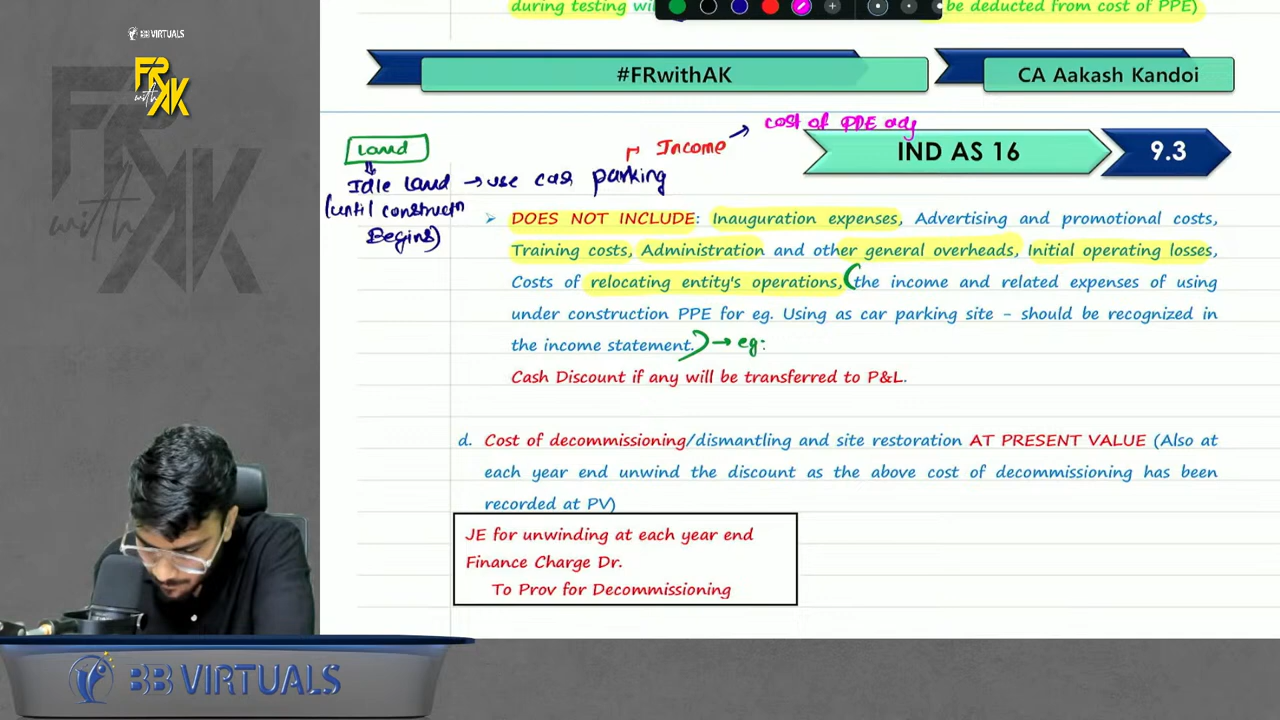 during testing wil
be deducted from cost of PPE)
BB VIRTUALS
FR
with
AK
#FRwithAK
CA Aakash Kandoi
cost of PPE adj
Land
Income
IND AS 16
9.3
Idle land → use car parking
(until constructn
Begins)
DOES NOT INCLUDE: Inauguration expenses, Advertising and promotional costs,
Training costs, Administration and other general overheads, Initial operating losses,
Costs of relocating entity's operations, (the income and related expenses of using
under construction PPE for eg. Using as car parking site - should be recognized in
the income statement.) → eg:
Cash Discount if any will be transferred to P&L.
d. Cost of decommissioning/dismantling and site restoration AT PRESENT VALUE (Also at
each year end unwind the discount as the above cost of decommissioning has been
recorded at PV)
JE for unwinding at each year end
Finance Charge Dr.
To Prov for Decommissioning
BB VIRTUALS